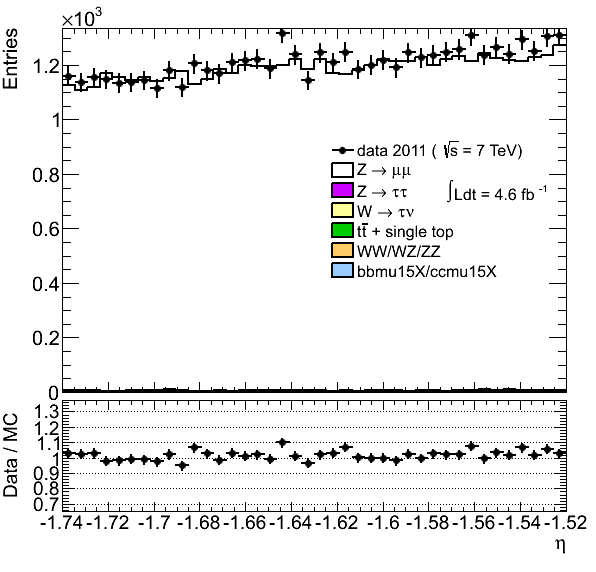 ×10³
Entries
1.2
1
0.8
0.6
0.4
0.2
0
data 2011 ( √s = 7 TeV)
Z → μμ
Z → ττ
∫Ldt = 4.6 fb⁻¹
W → τν
tt̄ + single top
WW/WZ/ZZ
bbmu15X/ccmu15X
Data / MC
1.3
1.2
1.1
1
0.9
0.8
0.7
-1.74 -1.72 -1.7 -1.68 -1.66 -1.64 -1.62 -1.6 -1.58 -1.56 -1.54 -1.52
η